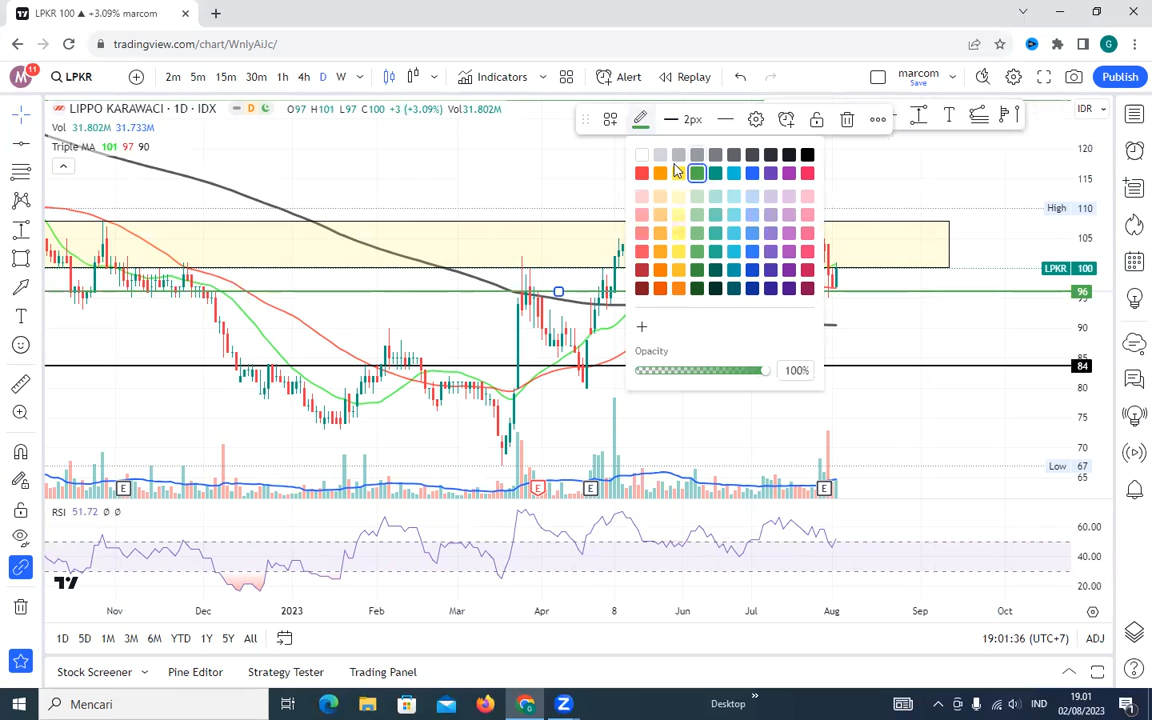 LPKR 100 ▲ +3.09% marcom
tradingview.com/chart/WnlyAiJc/
G
M 11 LPKR 2m 5m 15m 30m 1h 4h D W Indicators Alert Replay marcom Save Publish
LIPPO KARAWACI · 1D · IDX D O97 H101 L97 C100 +3 (+3.09%) Vol31.802M
2px T
IDR
Vol 31.802M 31.733M
Triple MA 101 97 90
120
115
High 110
105
LPKR 100
96
95
90
85
84
80
75
70
Low 67
65
Opacity
100%
E E E E
RSI 51.72 Ø Ø
60.00
40.00
20.00
Nov Dec 2023 Feb Mar Apr 8 Jun Jul Aug Sep Oct
1D 5D 1M 3M 6M YTD 1Y 5Y All 19:01:36 (UTC+7) ADJ
Stock Screener Pine Editor Strategy Tester Trading Panel
Mencari Desktop IND 19.01
02/08/2023